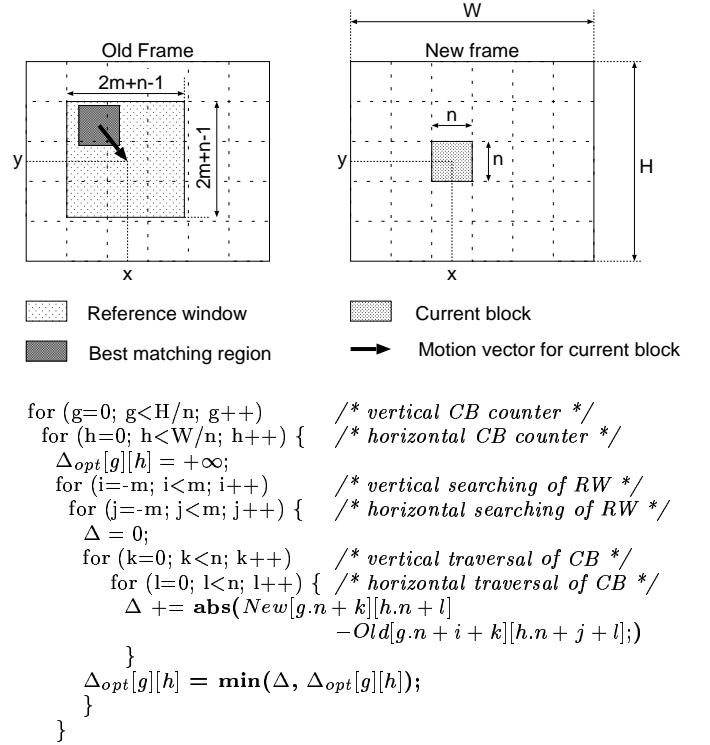 W
Old Frame
New frame
2m+n-1
2m+n-1
n
n
y
y
H
x
x
Reference window
Current block
Best matching region
Motion vector for current block
for (g=0; g<H/n; g++) /* vertical CB counter */
for (h=0; h<W/n; h++) { /* horizontal CB counter */
Δ_opt[g][h] = +∞;
for (i=-m; i<m; i++) /* vertical searching of RW */
for (j=-m; j<m; j++) { /* horizontal searching of RW */
Δ = 0;
for (k=0; k<n; k++) /* vertical traversal of CB */
for (l=0; l<n; l++) { /* horizontal traversal of CB */
Δ += abs(New[g.n + k][h.n + l]
−Old[g.n + i + k][h.n + j + l];)
}
Δ_opt[g][h] = min(Δ, Δ_opt[g][h]);
}
}